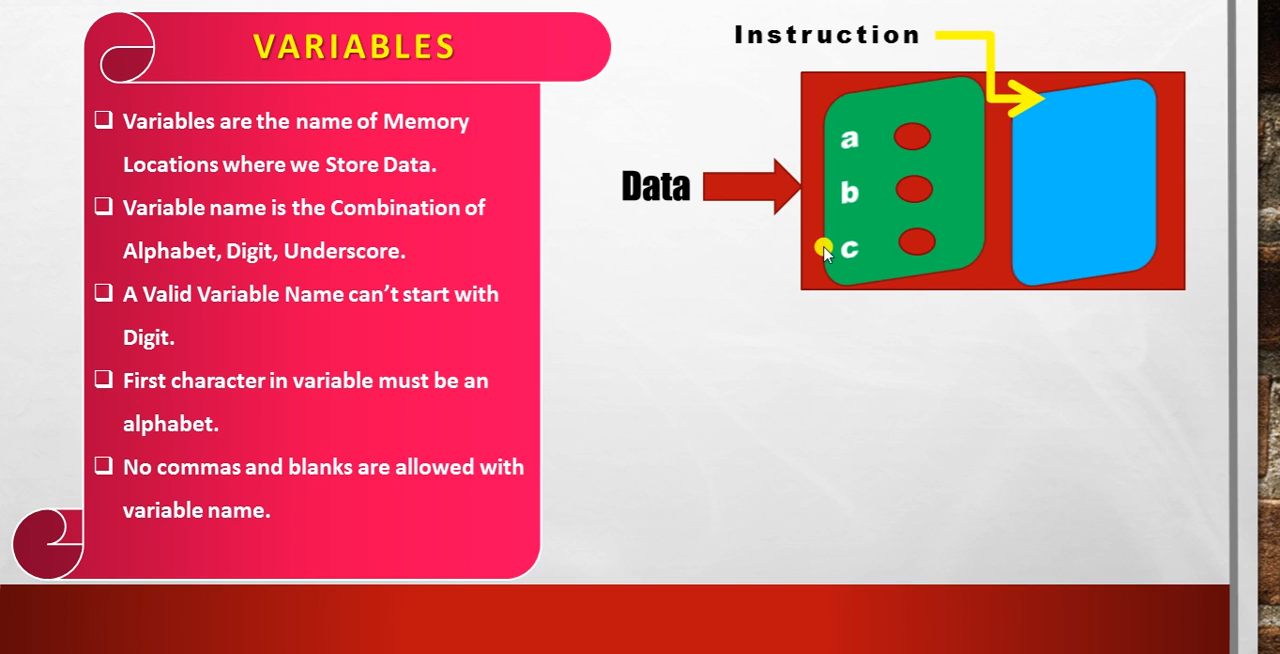 VARIABLES
Variables are the name of Memory
Locations where we Store Data.
Variable name is the Combination of
Alphabet, Digit, Underscore.
A Valid Variable Name can’t start with
Digit.
First character in variable must be an
alphabet.
No commas and blanks are allowed with
variable name.
Instruction
Data
a
b
c